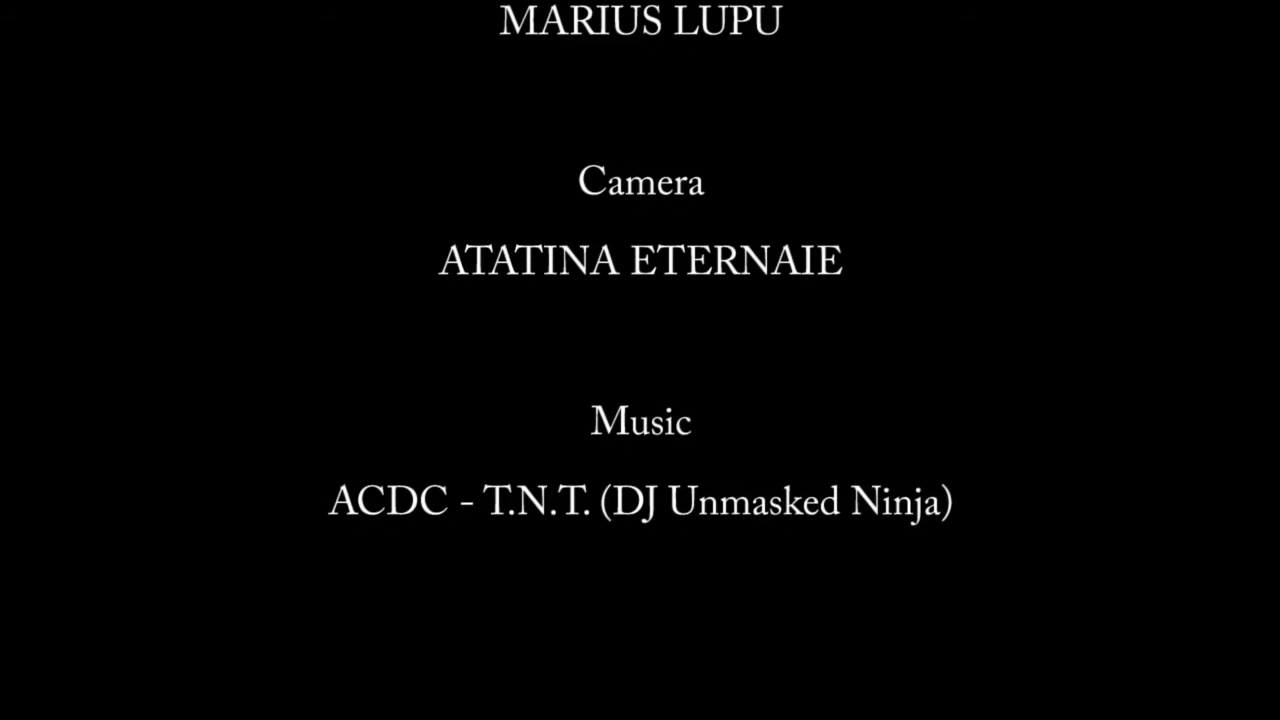 MARIUS LUPU
Camera
ATATINA ETERNAIE
Music
ACDC - T.N.T. (DJ Unmasked Ninja)